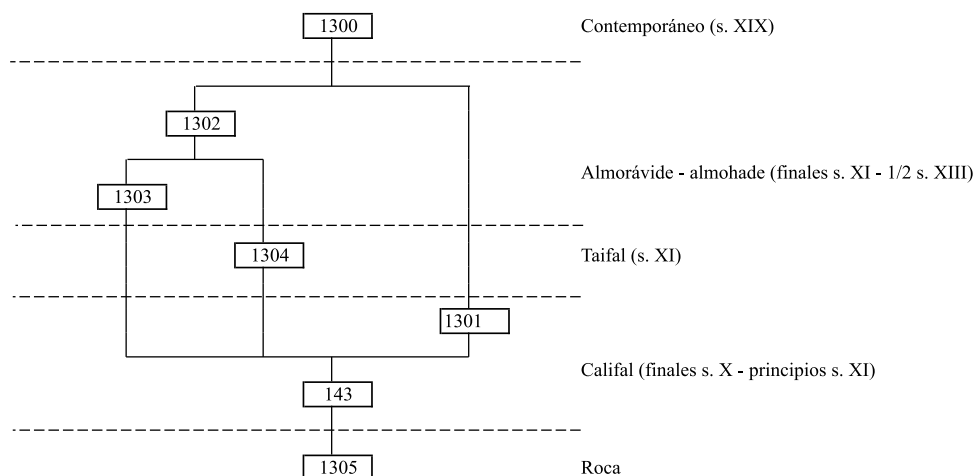 1300 Contemporáneo (s. XIX)
1302
Almorávide - almohade (finales s. XI - 1/2 s. XIII)
1303
1304 Taifal (s. XI)
1301
Califal (finales s. X - principios s. XI)
143
1305 Roca